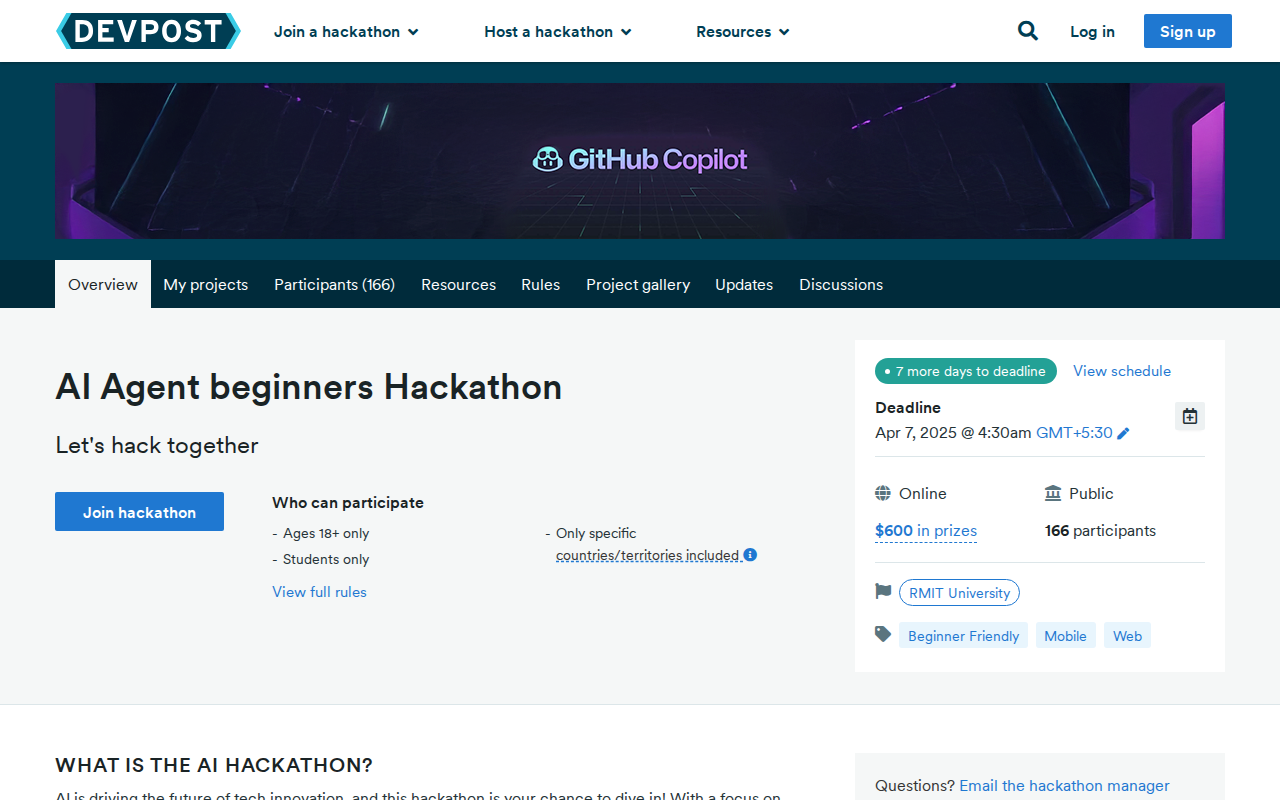 DEVPOST
Join a hackathon
Host a hackathon
Resources
Log in
Sign up
GitHub Copilot
Overview
My projects
Participants (166)
Resources
Rules
Project gallery
Updates
Discussions
AI Agent beginners Hackathon
Let's hack together
Join hackathon
Who can participate
- Ages 18+ only
- Students only
- Only specific
countries/territories included
View full rules
7 more days to deadline
View schedule
Deadline
Apr 7, 2025 @ 4:30am GMT+5:30
Online
Public
$600 in prizes
166 participants
RMIT University
Beginner Friendly
Mobile
Web
WHAT IS THE AI HACKATHON?
AI is driving the future of tech innovation, and this hackathon is your chance to dive in! With a focus on
Questions? Email the hackathon manager